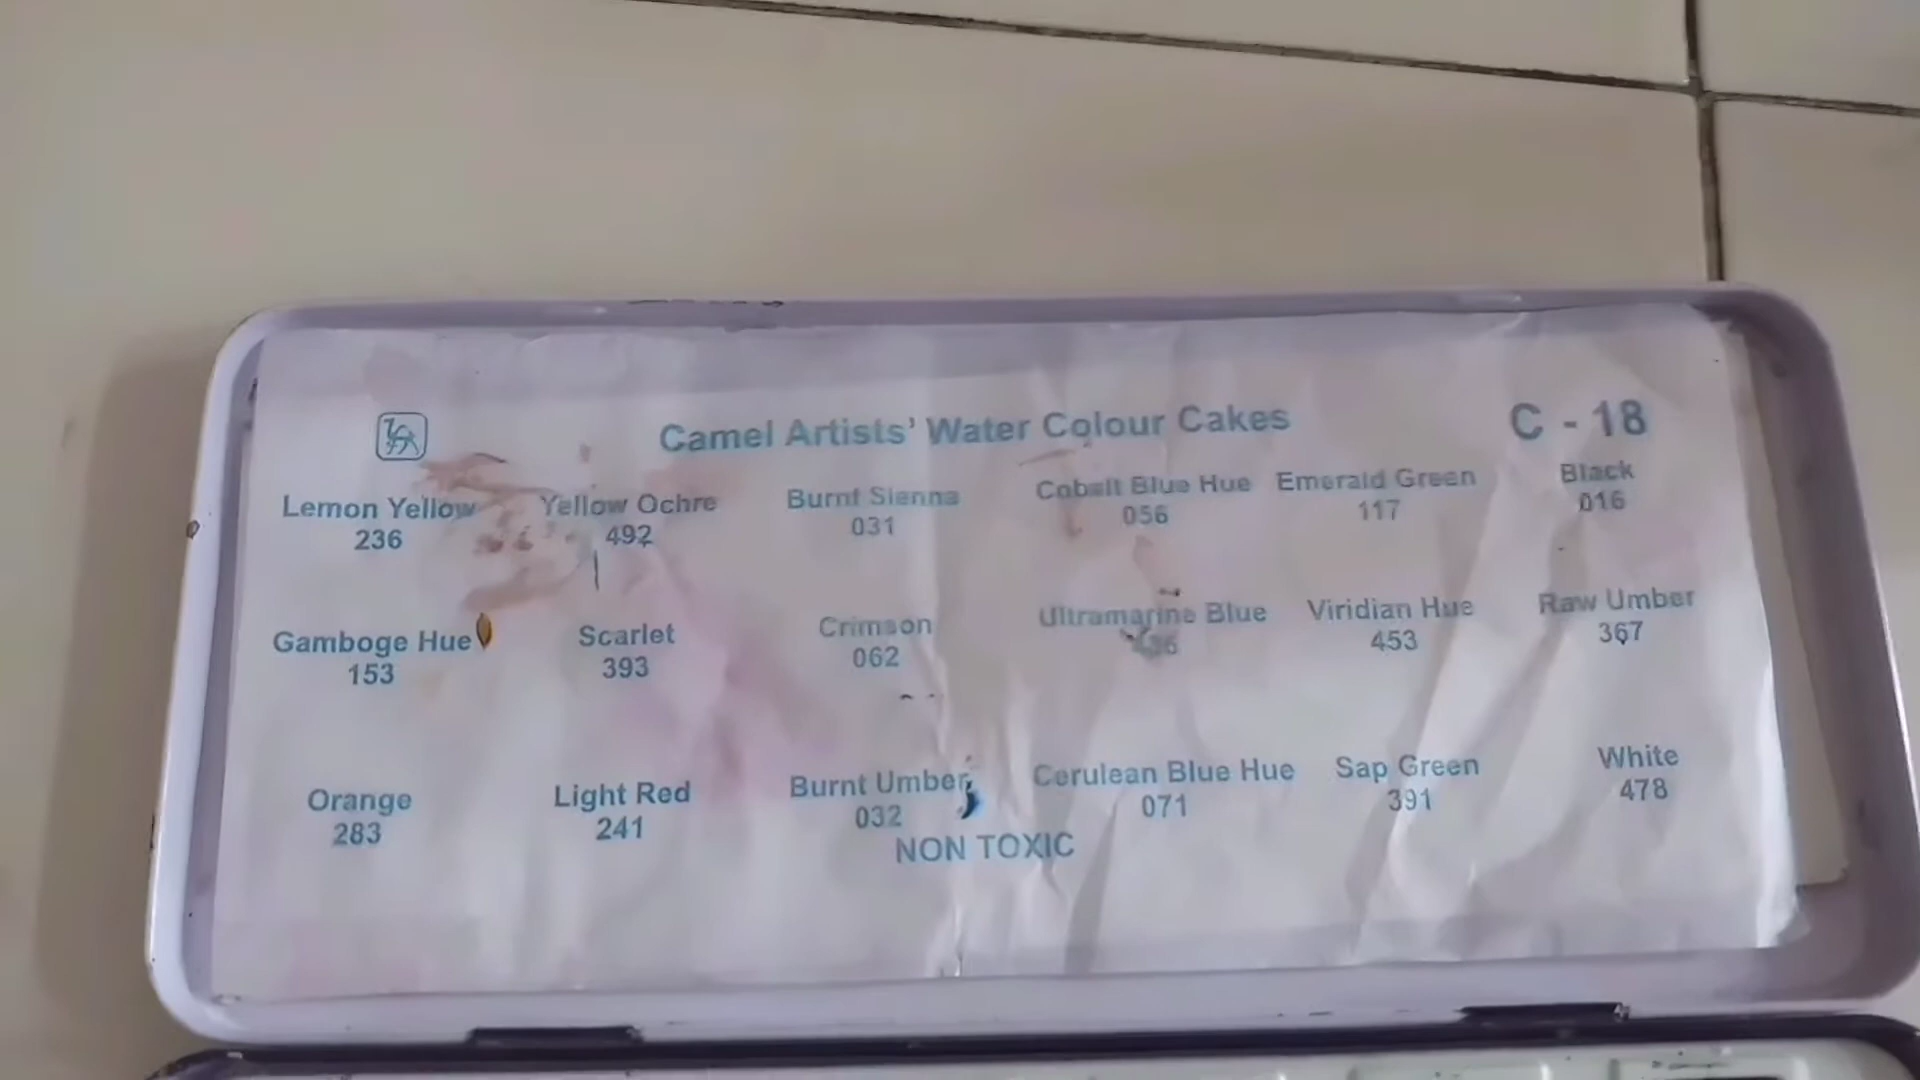 Camel Artists' Water Colour Cakes
C - 18
Lemon Yellow Yellow Ochre Burnt Sienna Cobalt Blue Hue Emerald Green Black
236 492 031 056 117 016
Gamboge Hue Scarlet Crimson Ultramarine Blue Viridian Hue Raw Umber
153 393 062 453 367
Orange Light Red Burnt Umber Cerulean Blue Hue Sap Green White
283 241 032 071 391 478
NON TOXIC